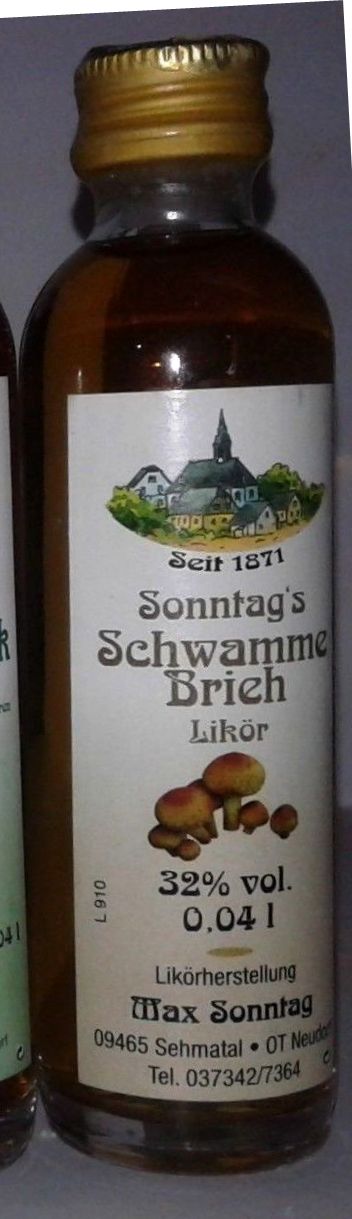 Seit 1871
Sonntag's
Schwamme
Brieh
Likör
32% vol.
0,04 l
L 910
Likörherstellung
Max Sonntag
09465 Sehmatal • OT Neudorf
Tel. 037342/7364